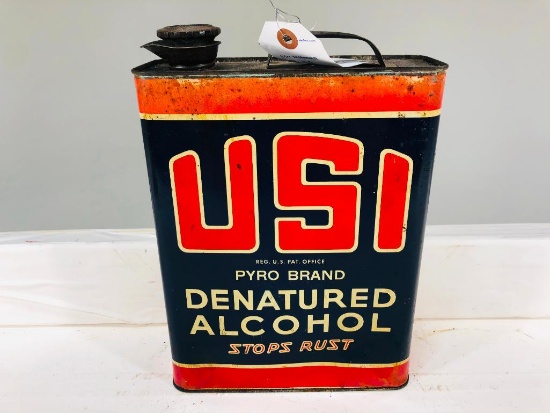 USI
REG. U.S. PAT. OFFICE
PYRO BRAND
DENATURED
ALCOHOL
STOPS RUST